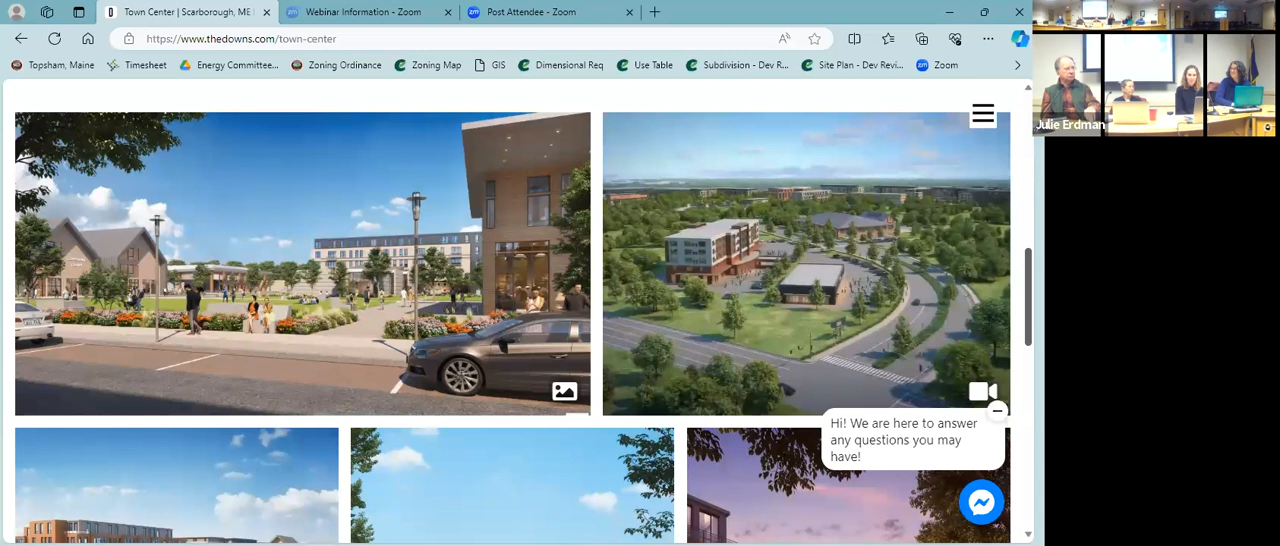 Town Center | Scarborough, ME
Webinar Information - Zoom
Post Attendee - Zoom
https://www.thedowns.com/town-center
Topsham, Maine
Timesheet
Energy Committee...
Zoning Ordinance
Zoning Map
GIS
Dimensional Req
Use Table
Subdivision - Dev R...
Site Plan - Dev Revi...
Zoom
Julie Erdman
Hi! We are here to answer
any questions you may
have!